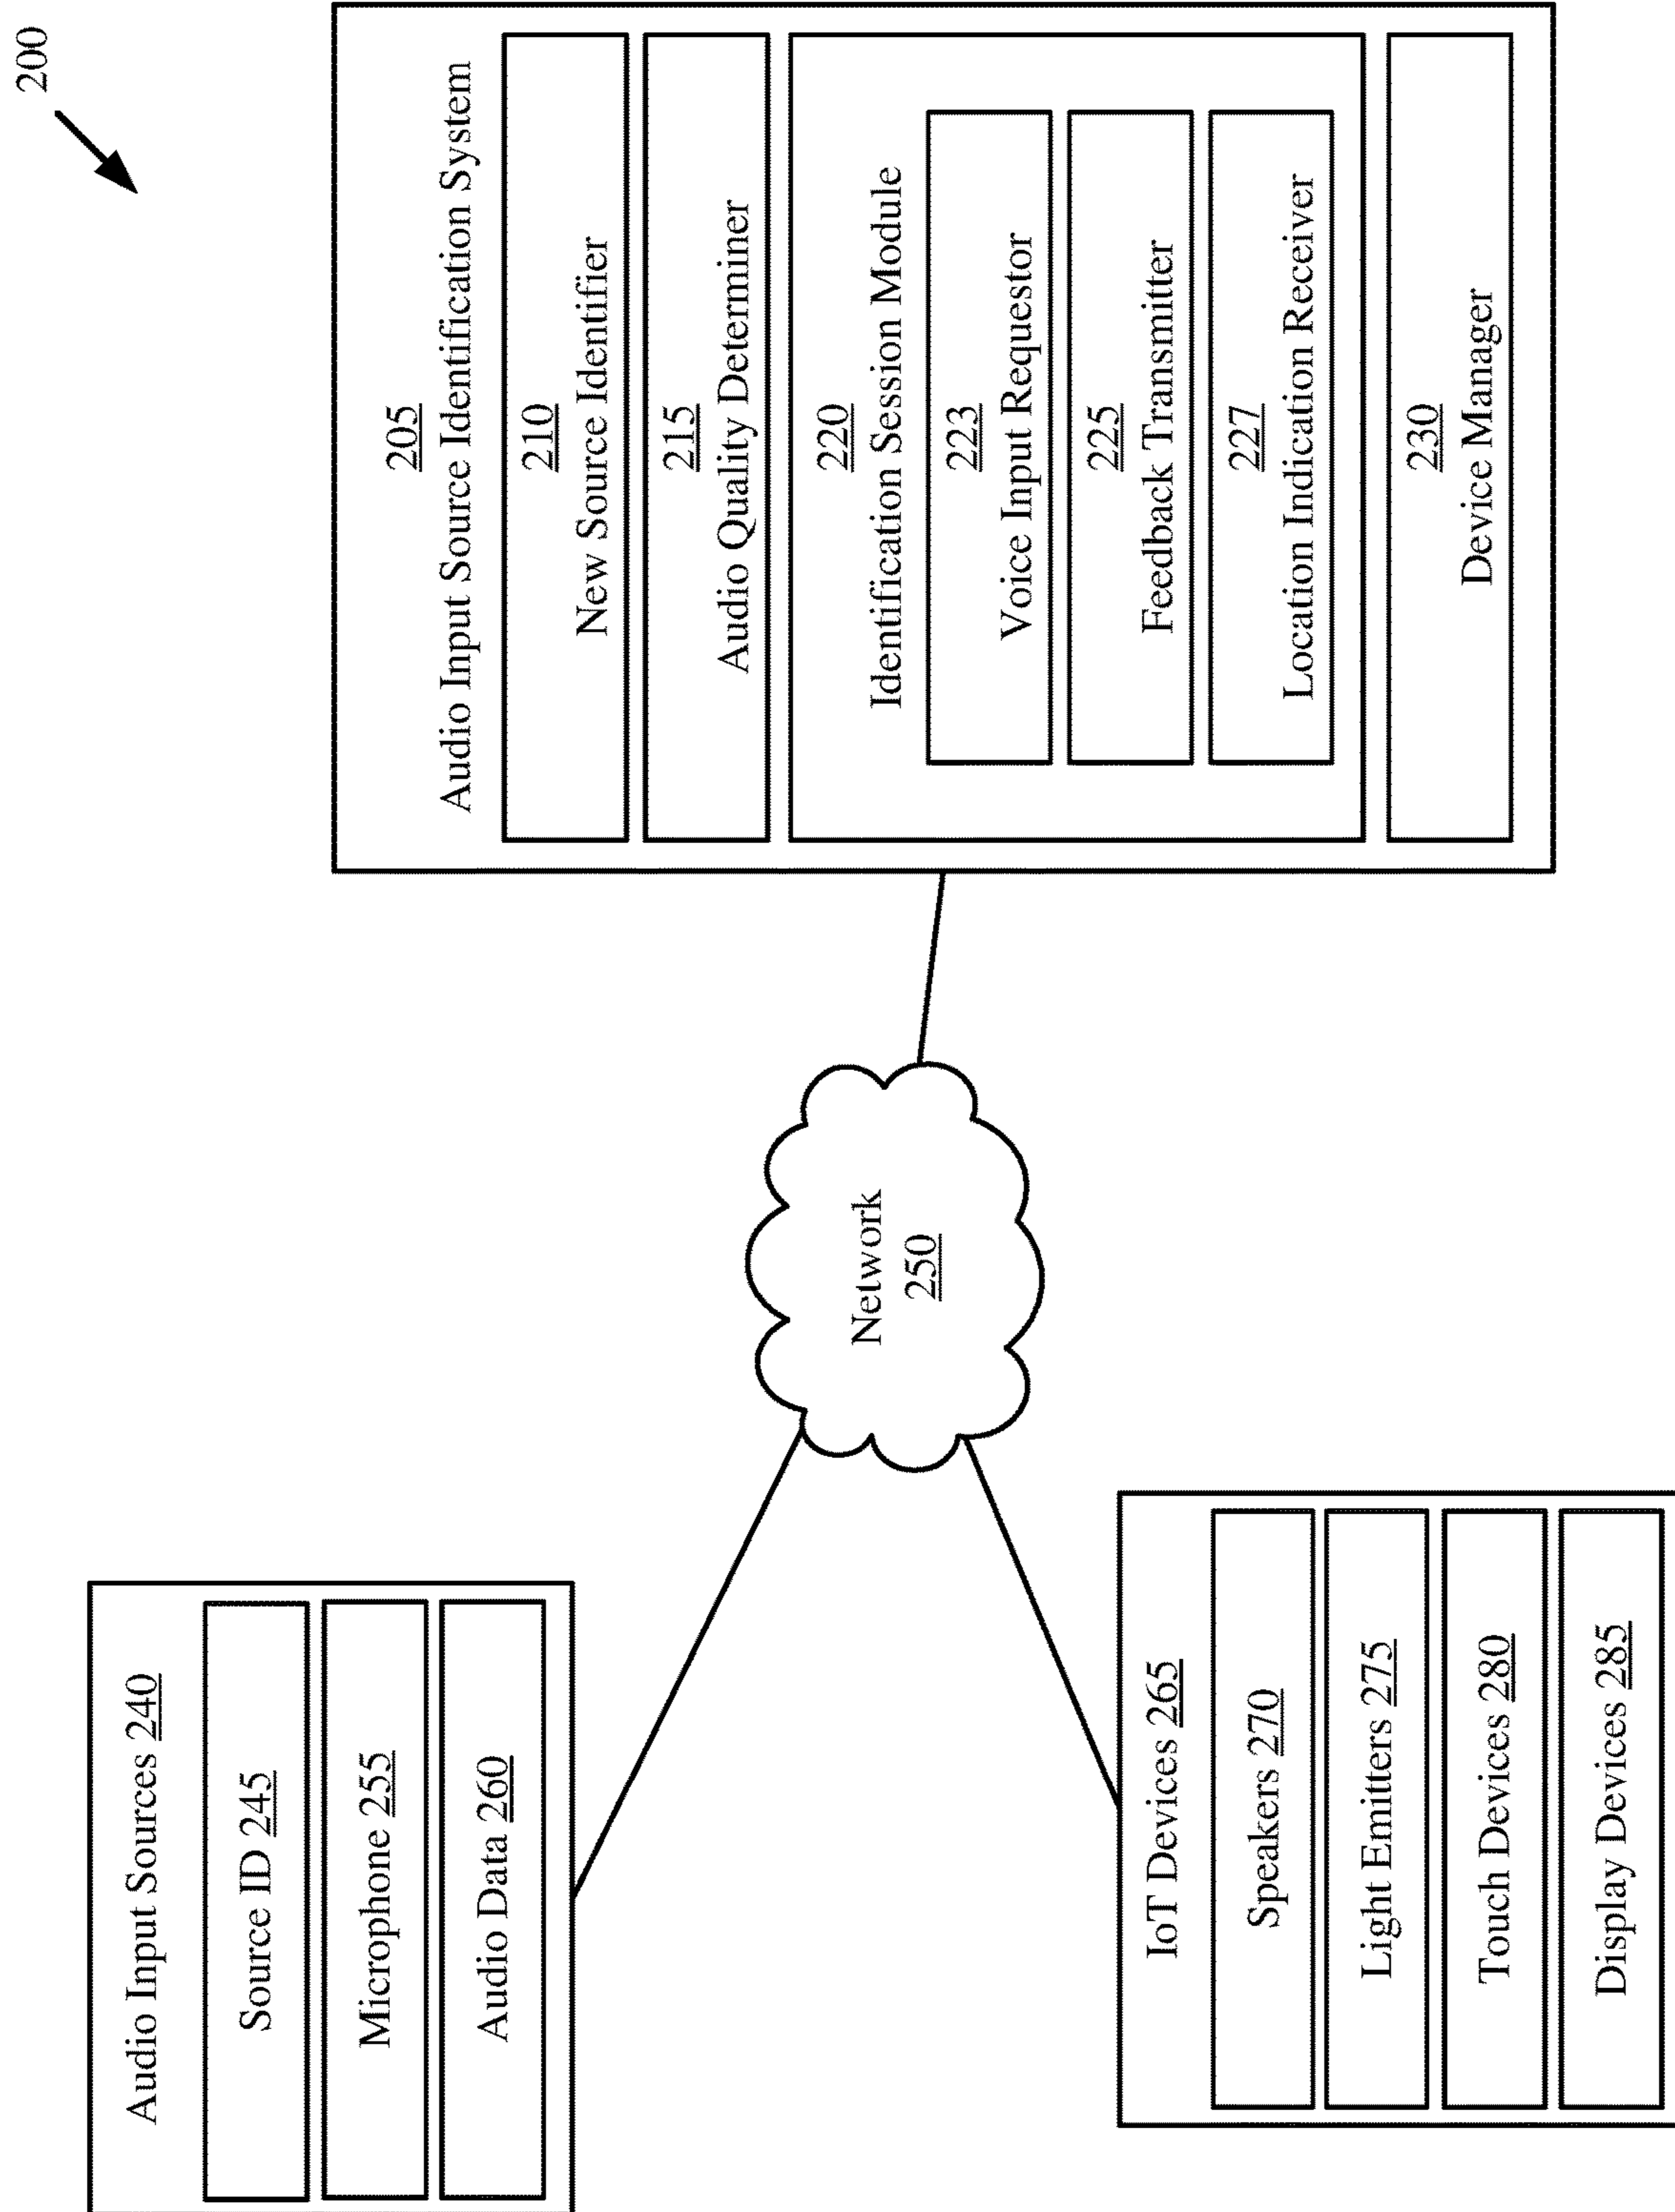 200
205
Audio Input Source Identification System
210
New Source Identifier
215
Audio Quality Determiner
220
Identification Session Module
223
Voice Input Requestor
225
Feedback Transmitter
227
Location Indication Receiver
230
Device Manager
Network
250
Audio Input Sources 240
Source ID 245
Microphone 255
Audio Data 260
IoT Devices 265
Speakers 270
Light Emitters 275
Touch Devices 280
Display Devices 285